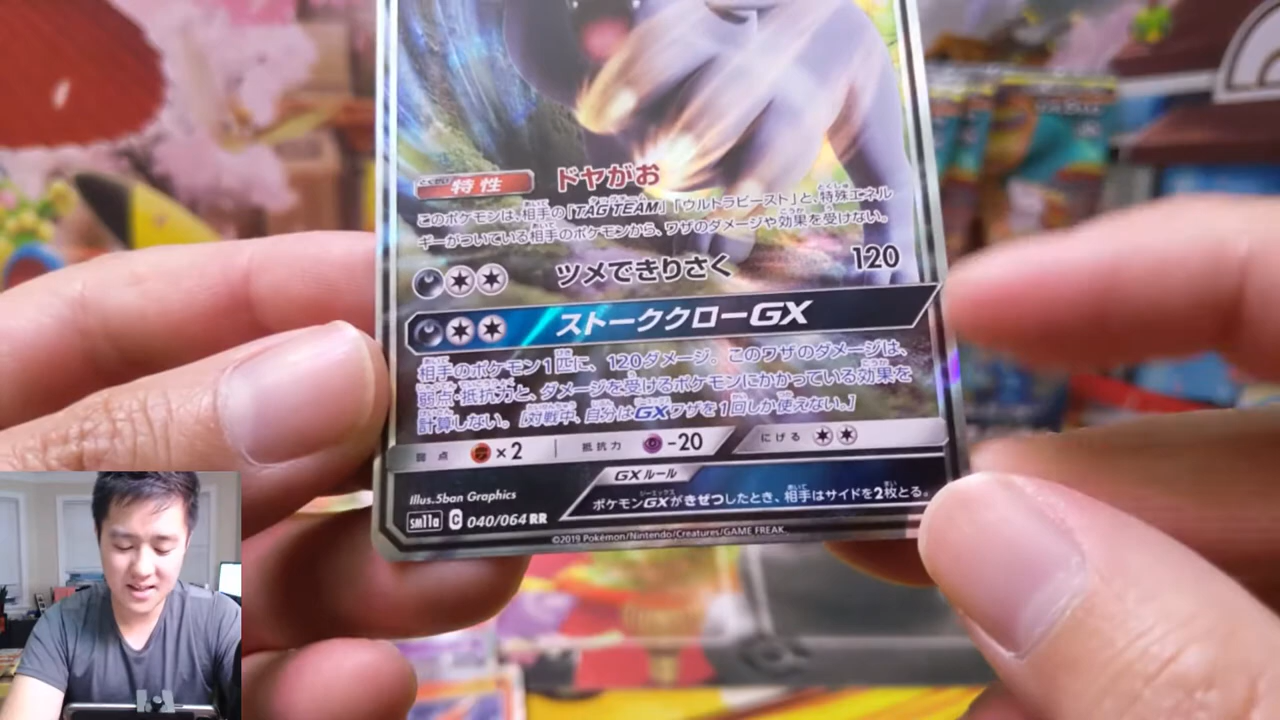 特性 ドヤがお
このポケモンは、相手の「TAG TEAM」「ウルトラビースト」と、特殊エネル
ギーがついている相手のポケモンから、ワザのダメージや効果を受けない。
ツメできりさく 120
ストーククローGX
相手のポケモン1匹に、120ダメージ。このワザのダメージは、
弱点・抵抗力と、ダメージを受けるポケモンにかかっている効果を
計算しない。[対戦中、自分はGXワザを1回しか使えない。]
弱点 ×2 抵抗力 -20 にげる
GXルール
ポケモンGXがきぜつしたとき、相手はサイドを2枚とる。
Illus.5ban Graphics
SM11a C 040/064 RR
©2019 Pokémon/Nintendo/Creatures/GAME FREAK.